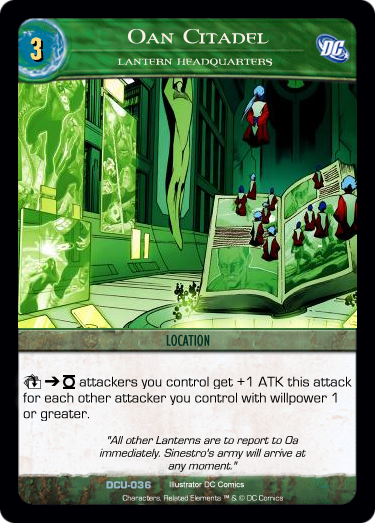 3
OAN CITADEL
DC
LANTERN HEADQUARTERS
LOCATION
➔ attackers you control get +1 ATK this attack
for each other attacker you control with willpower 1
or greater.
"All other Lanterns are to report to Oa
immediately. Sinestro's army will arrive at
any moment."
DCU-036 Illustrator DC Comics
Characters, Related Elements ™ & © DC Comics